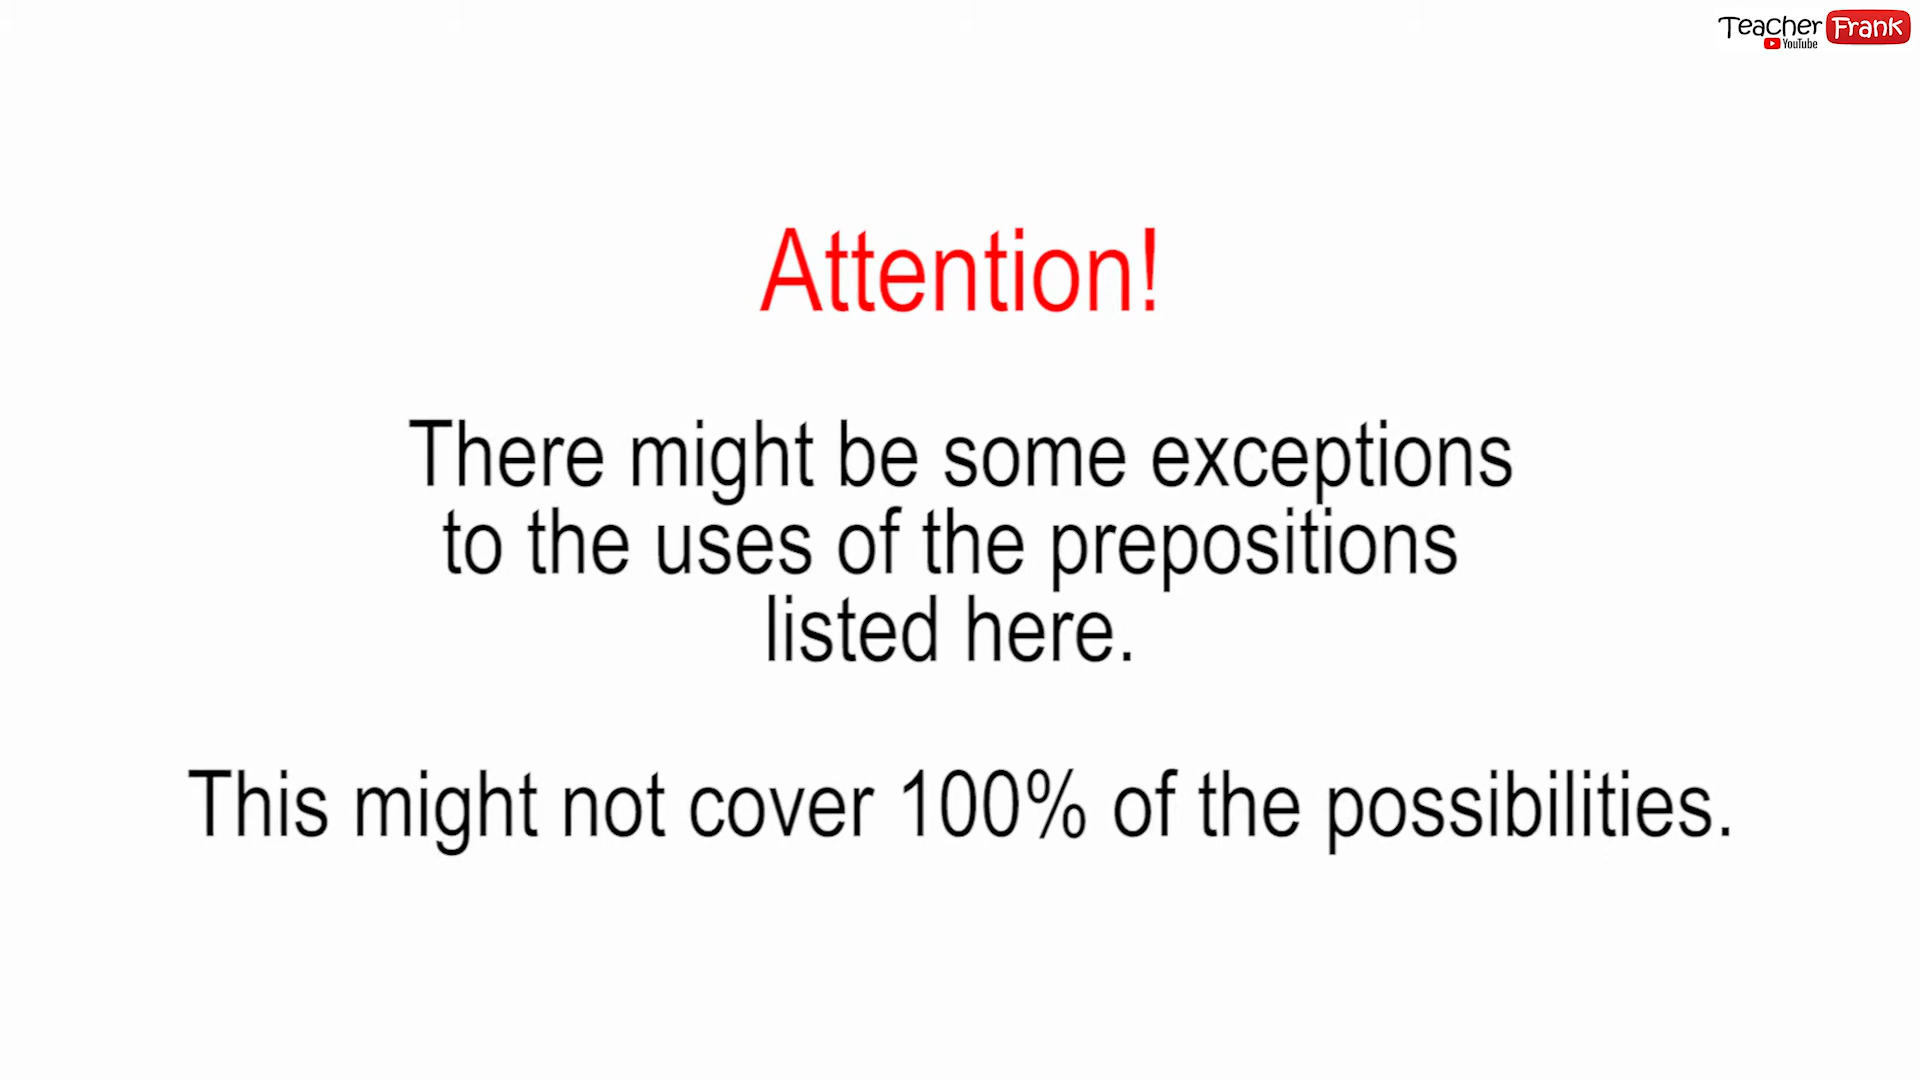 Teacher Frank
YouTube
Attention!
There might be some exceptions
to the uses of the prepositions
listed here.
This might not cover 100% of the possibilities.